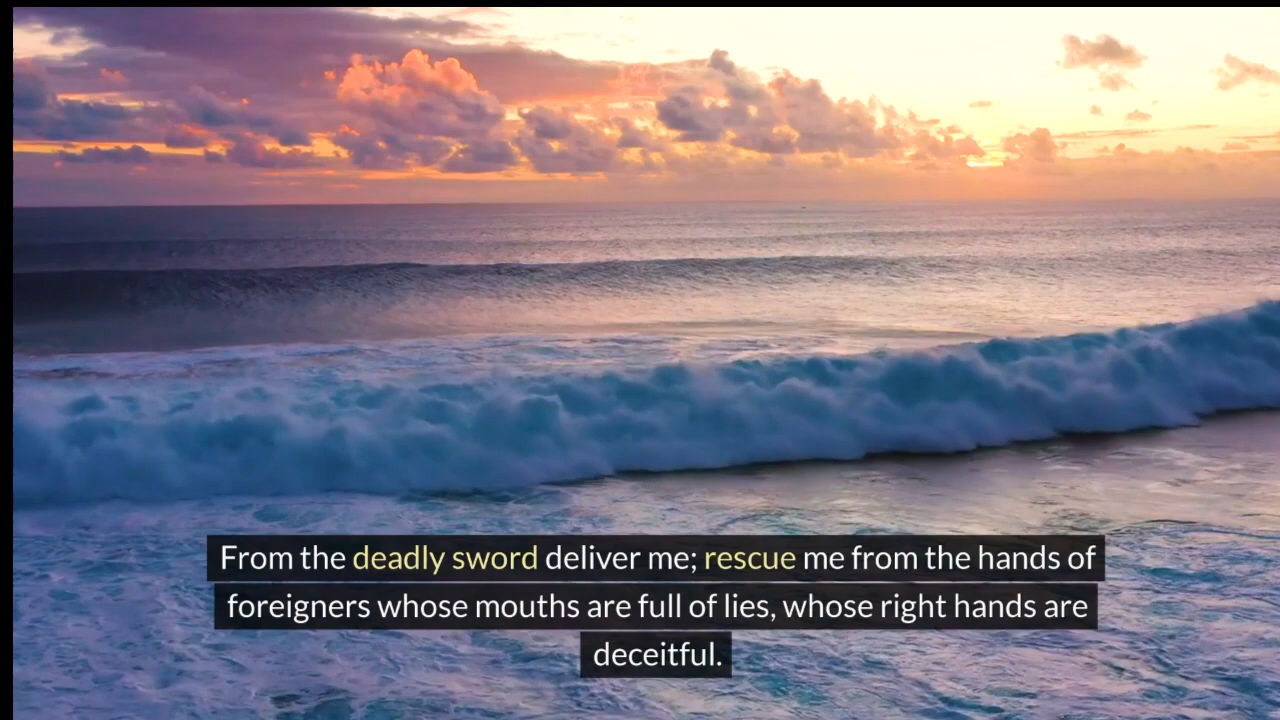 From the deadly sword deliver me; rescue me from the hands of
foreigners whose mouths are full of lies, whose right hands are
deceitful.